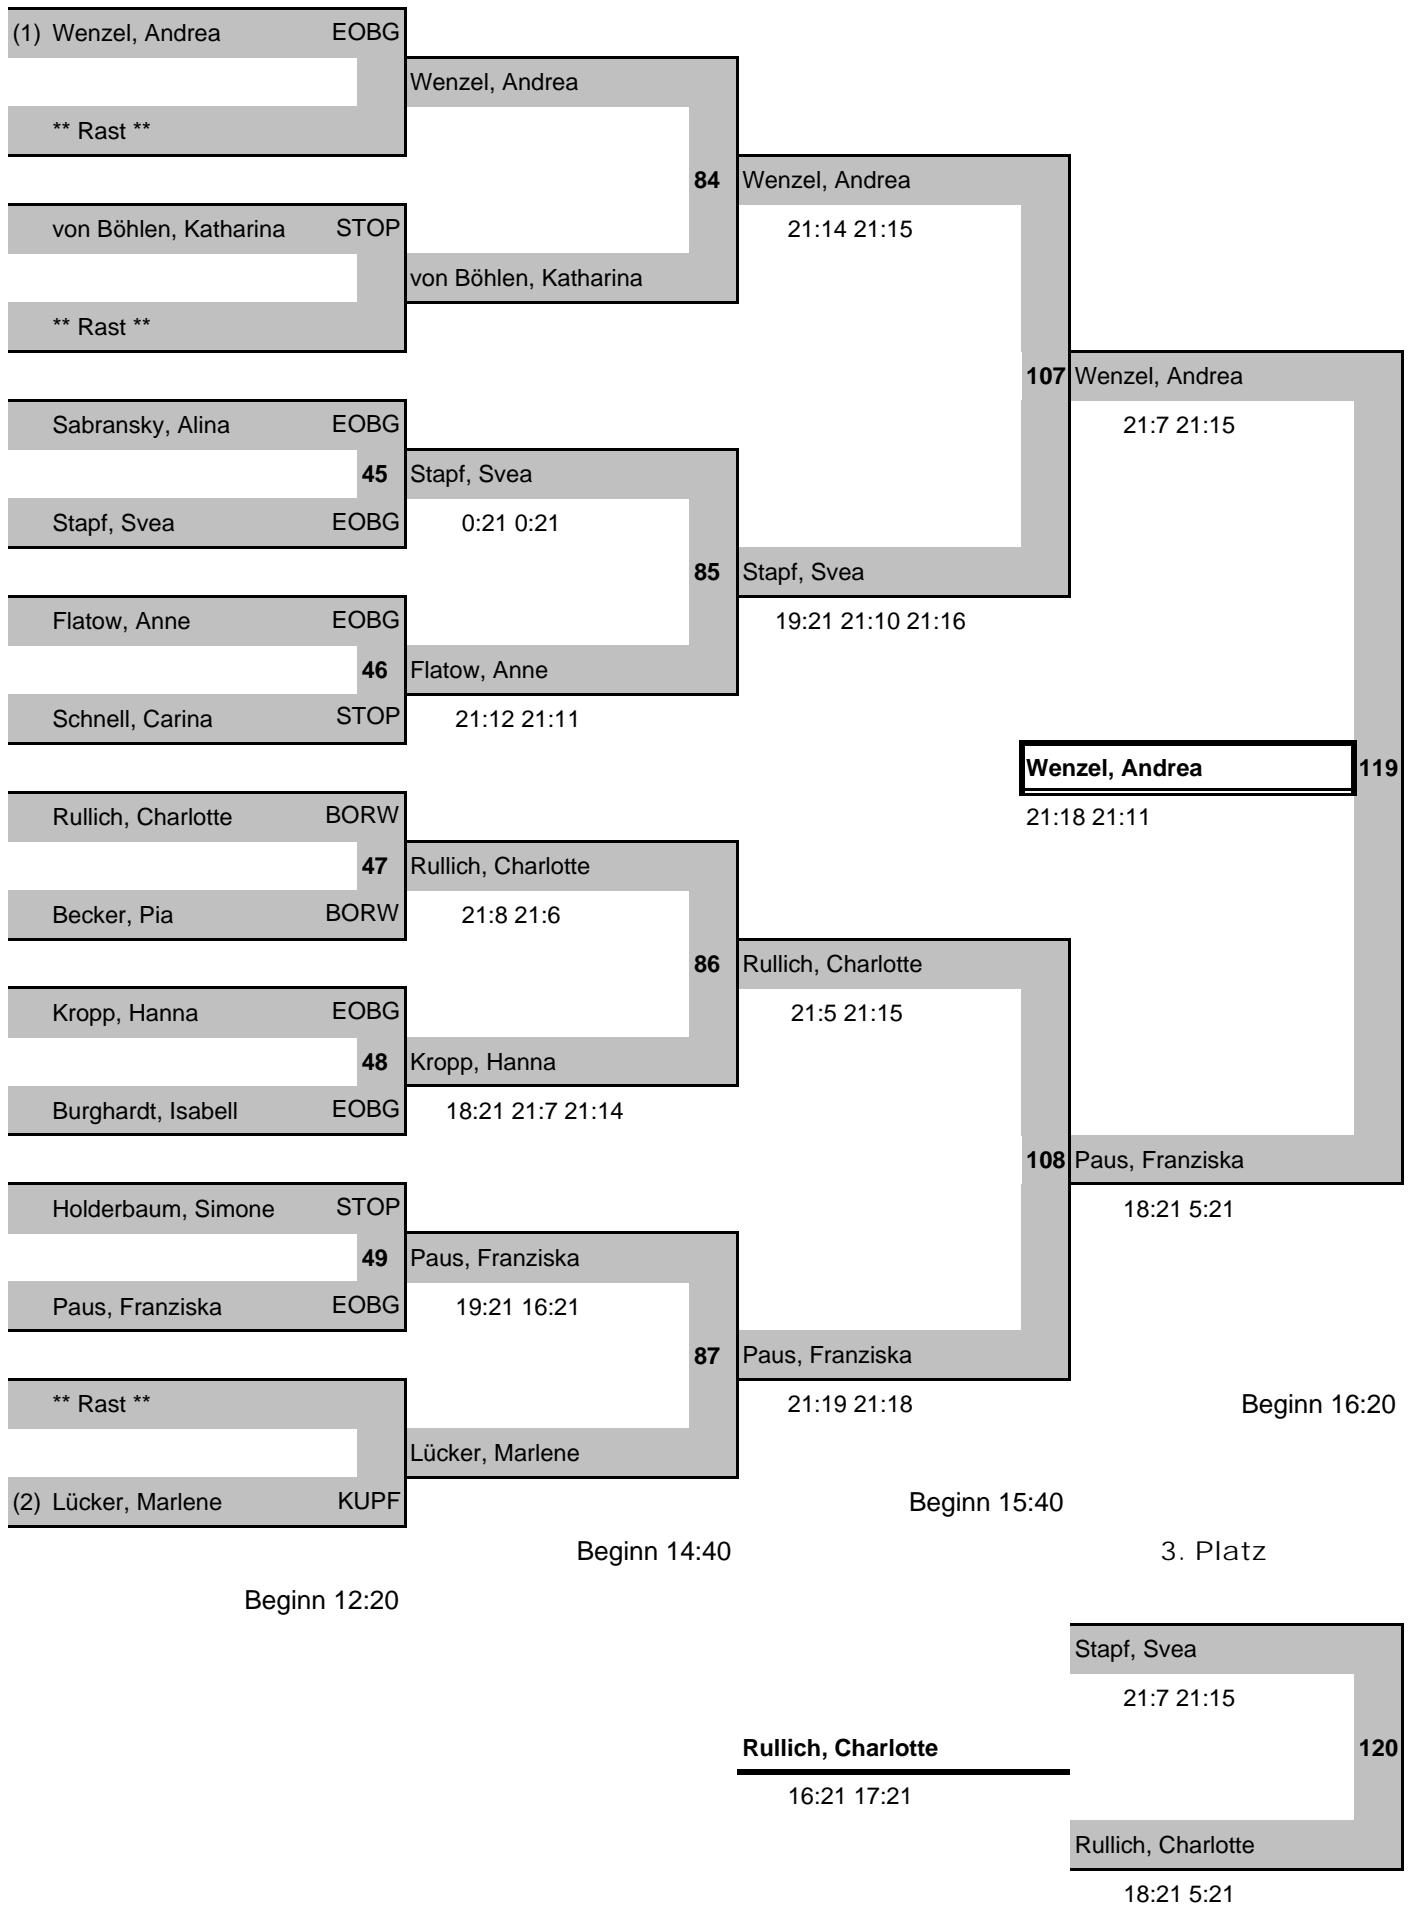 (1) Wenzel, Andrea EOBG
Wenzel, Andrea
** Rast **
84 Wenzel, Andrea
von Böhlen, Katharina STOP 21:14 21:15
von Böhlen, Katharina
** Rast **
107 Wenzel, Andrea
Sabransky, Alina EOBG 21:7 21:15
45 Stapf, Svea
Stapf, Svea EOBG 0:21 0:21
85 Stapf, Svea
Flatow, Anne EOBG 19:21 21:10 21:16
46 Flatow, Anne
Schnell, Carina STOP 21:12 21:11
Wenzel, Andrea 119
Rullich, Charlotte BORW 21:18 21:11
47 Rullich, Charlotte
Becker, Pia BORW 21:8 21:6
86 Rullich, Charlotte
Kropp, Hanna EOBG 21:5 21:15
48 Kropp, Hanna
Burghardt, Isabell EOBG 18:21 21:7 21:14
108 Paus, Franziska
Holderbaum, Simone STOP 18:21 5:21
49 Paus, Franziska
Paus, Franziska EOBG 19:21 16:21
87 Paus, Franziska
** Rast ** 21:19 21:18 Beginn 16:20
Lücker, Marlene
(2) Lücker, Marlene KUPF Beginn 15:40
Beginn 14:40 3. Platz
Beginn 12:20
Stapf, Svea
21:7 21:15
Rullich, Charlotte 120
16:21 17:21
Rullich, Charlotte
18:21 5:21